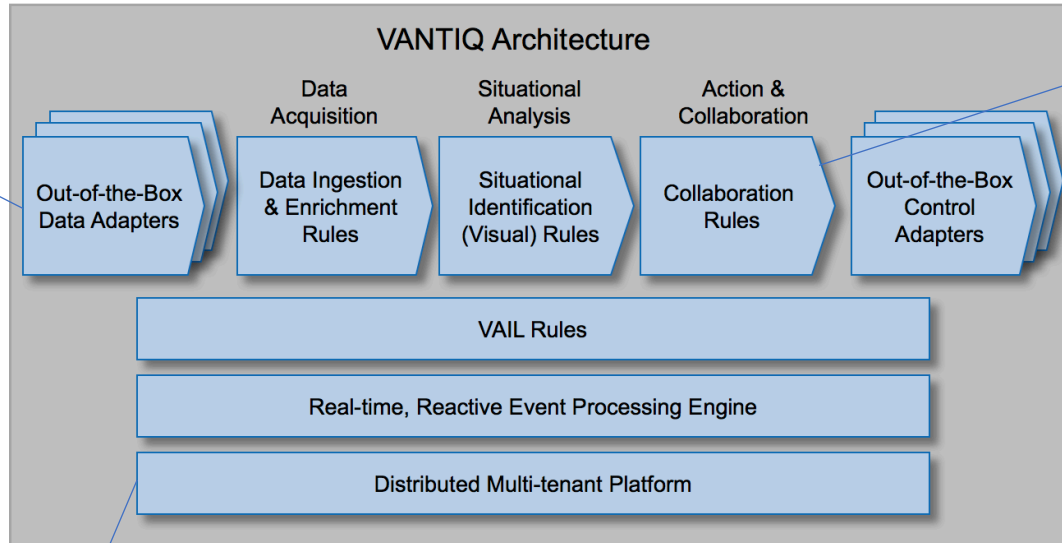 VANTIQ Architecture
Data
Acquisition
Situational
Analysis
Action &
Collaboration
Out-of-the-Box
Data Adapters
Data Ingestion
& Enrichment
Rules
Situational
Identification
(Visual) Rules
Collaboration
Rules
Out-of-the-Box
Control
Adapters
VAIL Rules
Real-time, Reactive Event Processing Engine
Distributed Multi-tenant Platform